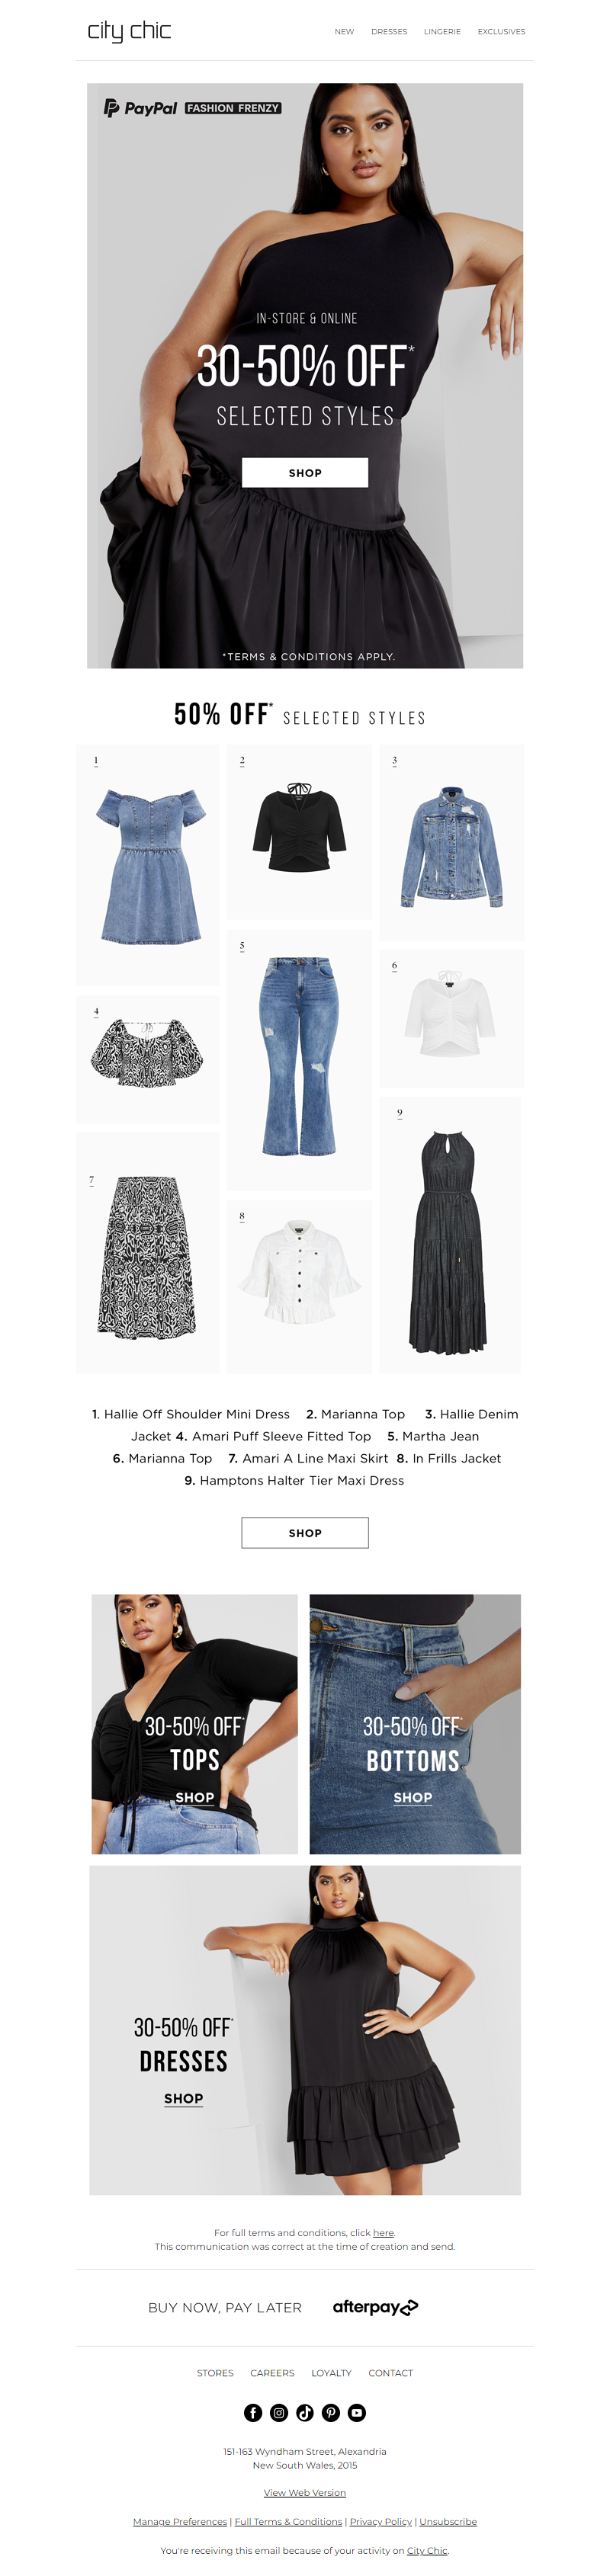 city chic
NEW DRESSES LINGERIE EXCLUSIVES
PayPal FASHION FRENZY
IN-STORE & ONLINE
30-50% OFF*
SELECTED STYLES
SHOP
*TERMS & CONDITIONS APPLY.
50% OFF* SELECTED STYLES
1
2
3
4
5
6
7
8
9
1. Hallie Off Shoulder Mini Dress 2. Marianna Top 3. Hallie Denim
Jacket 4. Amari Puff Sleeve Fitted Top 5. Martha Jean
6. Marianna Top 7. Amari A Line Maxi Skirt 8. In Frills Jacket
9. Hamptons Halter Tier Maxi Dress
SHOP
30-50% OFF*
TOPS
SHOP
30-50% OFF*
BOTTOMS
SHOP
30-50% OFF*
DRESSES
SHOP
For full terms and conditions, click here.
This communication was correct at the time of creation and send.
BUY NOW, PAY LATER afterpay
STORES CAREERS LOYALTY CONTACT
151-163 Wyndham Street, Alexandria
New South Wales, 2015
View Web Version
Manage Preferences | Full Terms & Conditions | Privacy Policy | Unsubscribe
You're receiving this email because of your activity on City Chic.